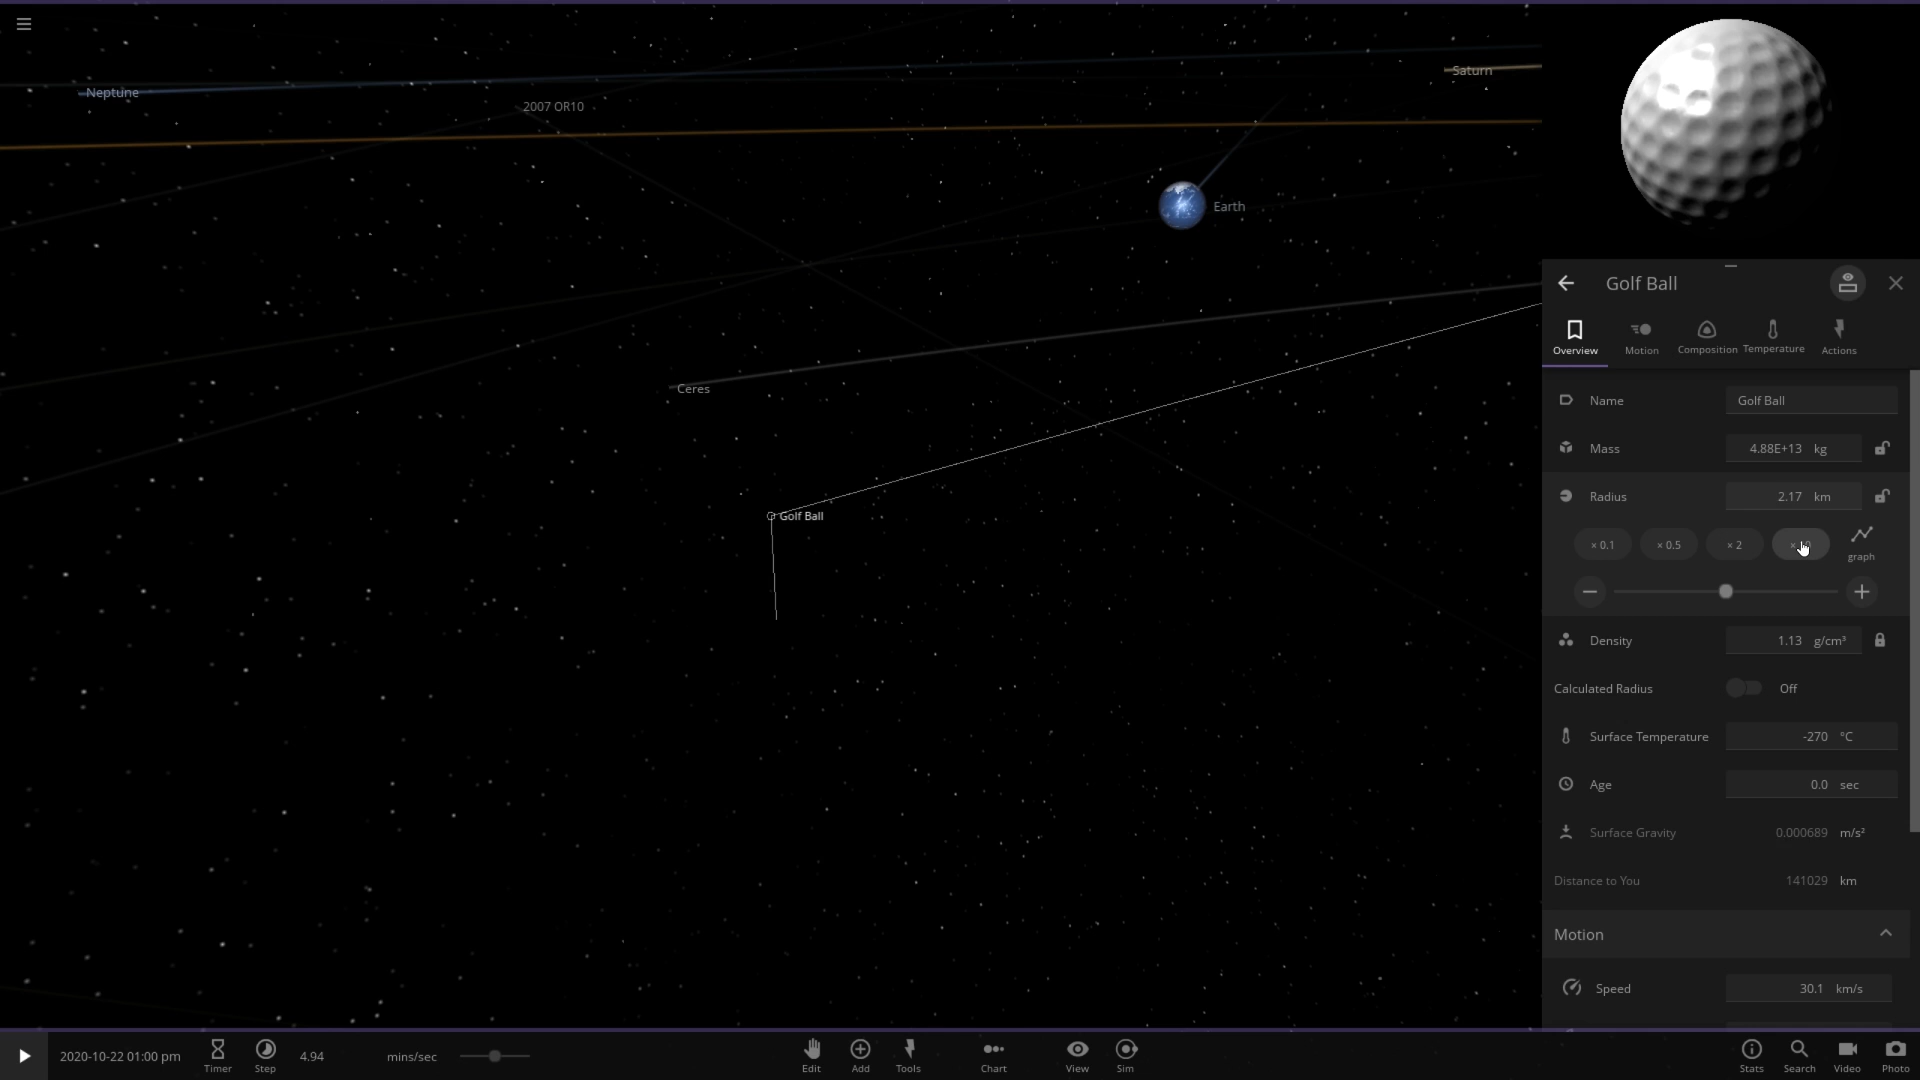 Neptune
2007 OR10
Saturn
Earth
Ceres
Golf Ball
Golf Ball
Overview
Motion
Composition
Temperature
Actions
Name
Golf Ball
Mass
4.88E+13 kg
Radius
2.17 km
× 0.1
× 0.5
× 2
graph
Density
1.13 g/cm³
Calculated Radius
Off
Surface Temperature
-270 °C
Age
0.0 sec
Surface Gravity
0.000689 m/s²
Distance to You
141029 km
Motion
Speed
30.1 km/s
2020-10-22 01:00 pm
Timer
Step
4.94
mins/sec
Edit
Add
Tools
Chart
View
Sim
Stats
Search
Video
Photo